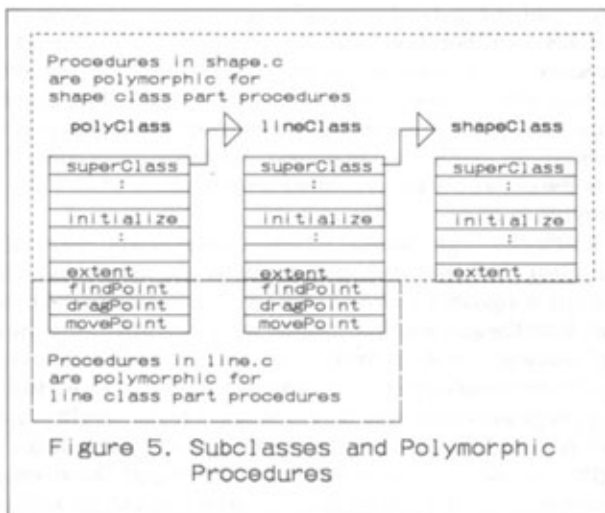 Procedures in shape.c
are polymorphic for
shape class part procedures
polyClass lineClass shapeClass
superClass superClass superClass
: : :
initialize initialize initialize
: : :
extent extent extent
findPoint findPoint
dragPoint dragPoint
movePoint movePoint
Procedures in line.c
are polymorphic for
line class part procedures
Figure 5. Subclasses and Polymorphic
Procedures